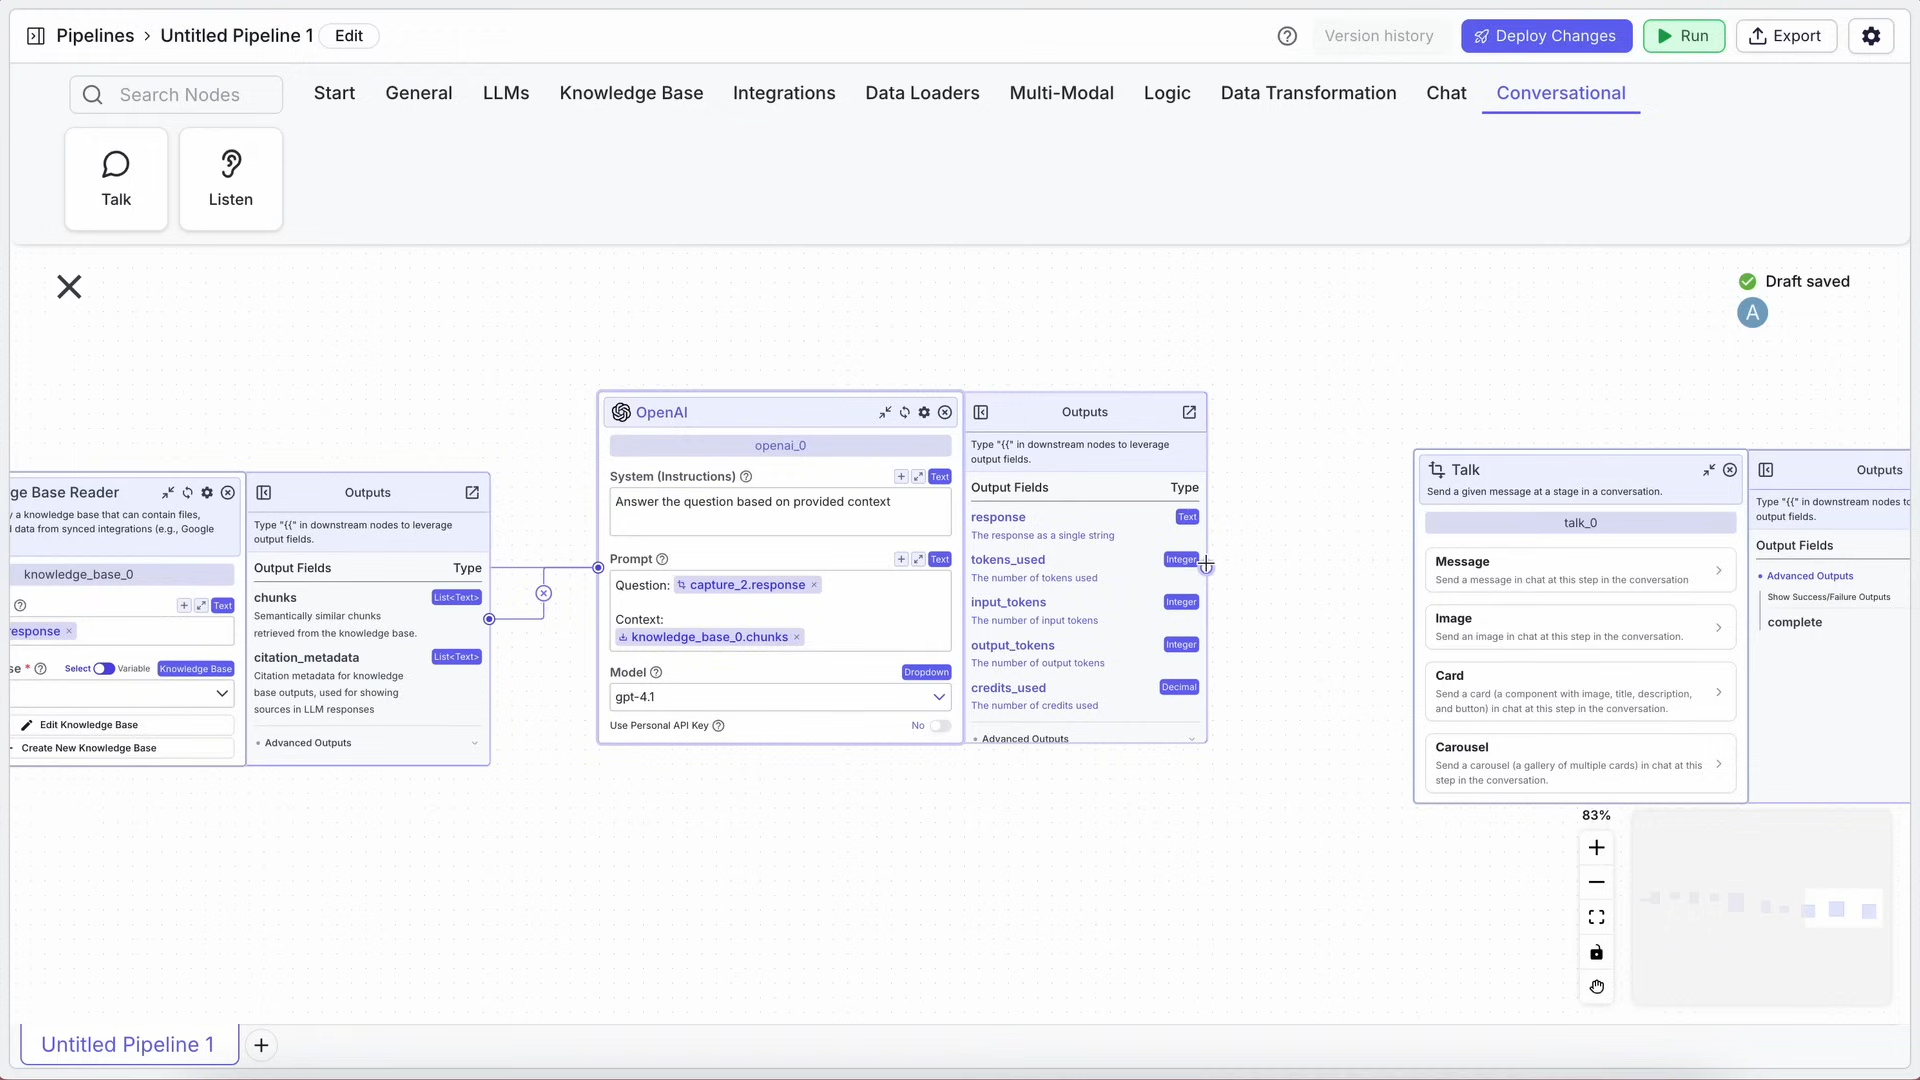 Pipelines › Untitled Pipeline 1 Edit
Version history Deploy Changes Run Export
Search Nodes Start General LLMs Knowledge Base Integrations Data Loaders Multi-Modal Logic Data Transformation Chat Conversational
Talk Listen
Draft saved
A
ge Base Reader
y a knowledge base that can contain files,
data from synced integrations (e.g., Google
knowledge_base_0
Text
esponse ×
se * Select Variable Knowledge Base
Edit Knowledge Base
Create New Knowledge Base
Outputs
Type "{{" in downstream nodes to leverage
output fields.
Output Fields Type
chunks List<Text>
Semantically similar chunks
retrieved from the knowledge base.
citation_metadata List<Text>
Citation metadata for knowledge
base outputs, used for showing
sources in LLM responses
Advanced Outputs
OpenAI
openai_0
System (Instructions) Text
Answer the question based on provided context
Prompt Text
Question: capture_2.response ×
Context:
knowledge_base_0.chunks ×
Model Dropdown
gpt-4.1
Use Personal API Key No
Outputs
Type "{{" in downstream nodes to leverage
output fields.
Output Fields Type
response Text
The response as a single string
tokens_used Integer
The number of tokens used
input_tokens Integer
The number of input tokens
output_tokens Integer
The number of output tokens
credits_used Decimal
The number of credits used
Advanced Outputs
Talk
Send a given message at a stage in a conversation.
talk_0
Message
Send a message in chat at this step in the conversation
Image
Send an image in chat at this step in the conversation.
Card
Send a card (a component with image, title, description,
and button) in chat at this step in the conversation.
Carousel
Send a carousel (a gallery of multiple cards) in chat at this
step in the conversation.
Outputs
Type "{{" in downstream nodes to
output fields.
Output Fields
Advanced Outputs
Show Success/Failure Outputs
complete
83%
Untitled Pipeline 1